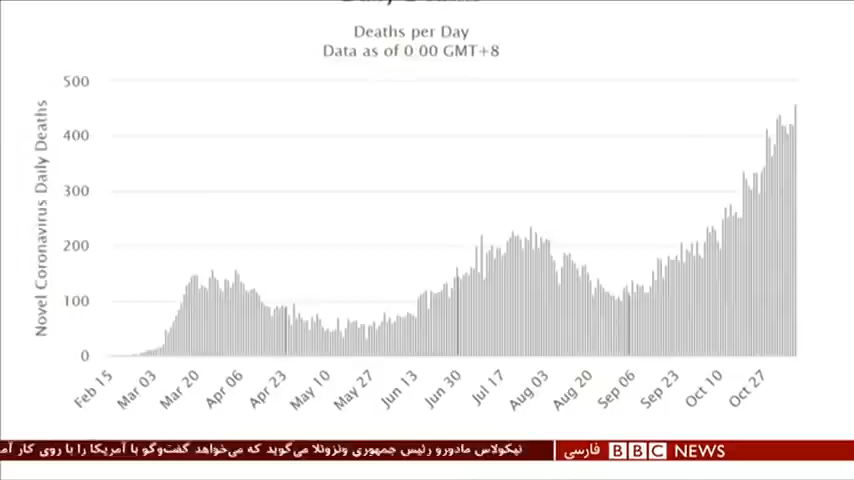 Deaths per Day
Data as of 0:00 GMT+8
Novel Coronavirus Daily Deaths
500
400
300
200
100
0
Feb 15
Mar 03
Mar 20
Apr 06
Apr 23
May 10
May 27
Jun 13
Jun 30
Jul 17
Aug 03
Aug 20
Sep 06
Sep 23
Oct 10
Oct 27
نیکولاس مادورو رئیس جمهوری ونزوئلا می‌گوید که می‌خواهد گفت‌وگو با آمریکا را با روی کار آمد
BBC NEWS فارسی